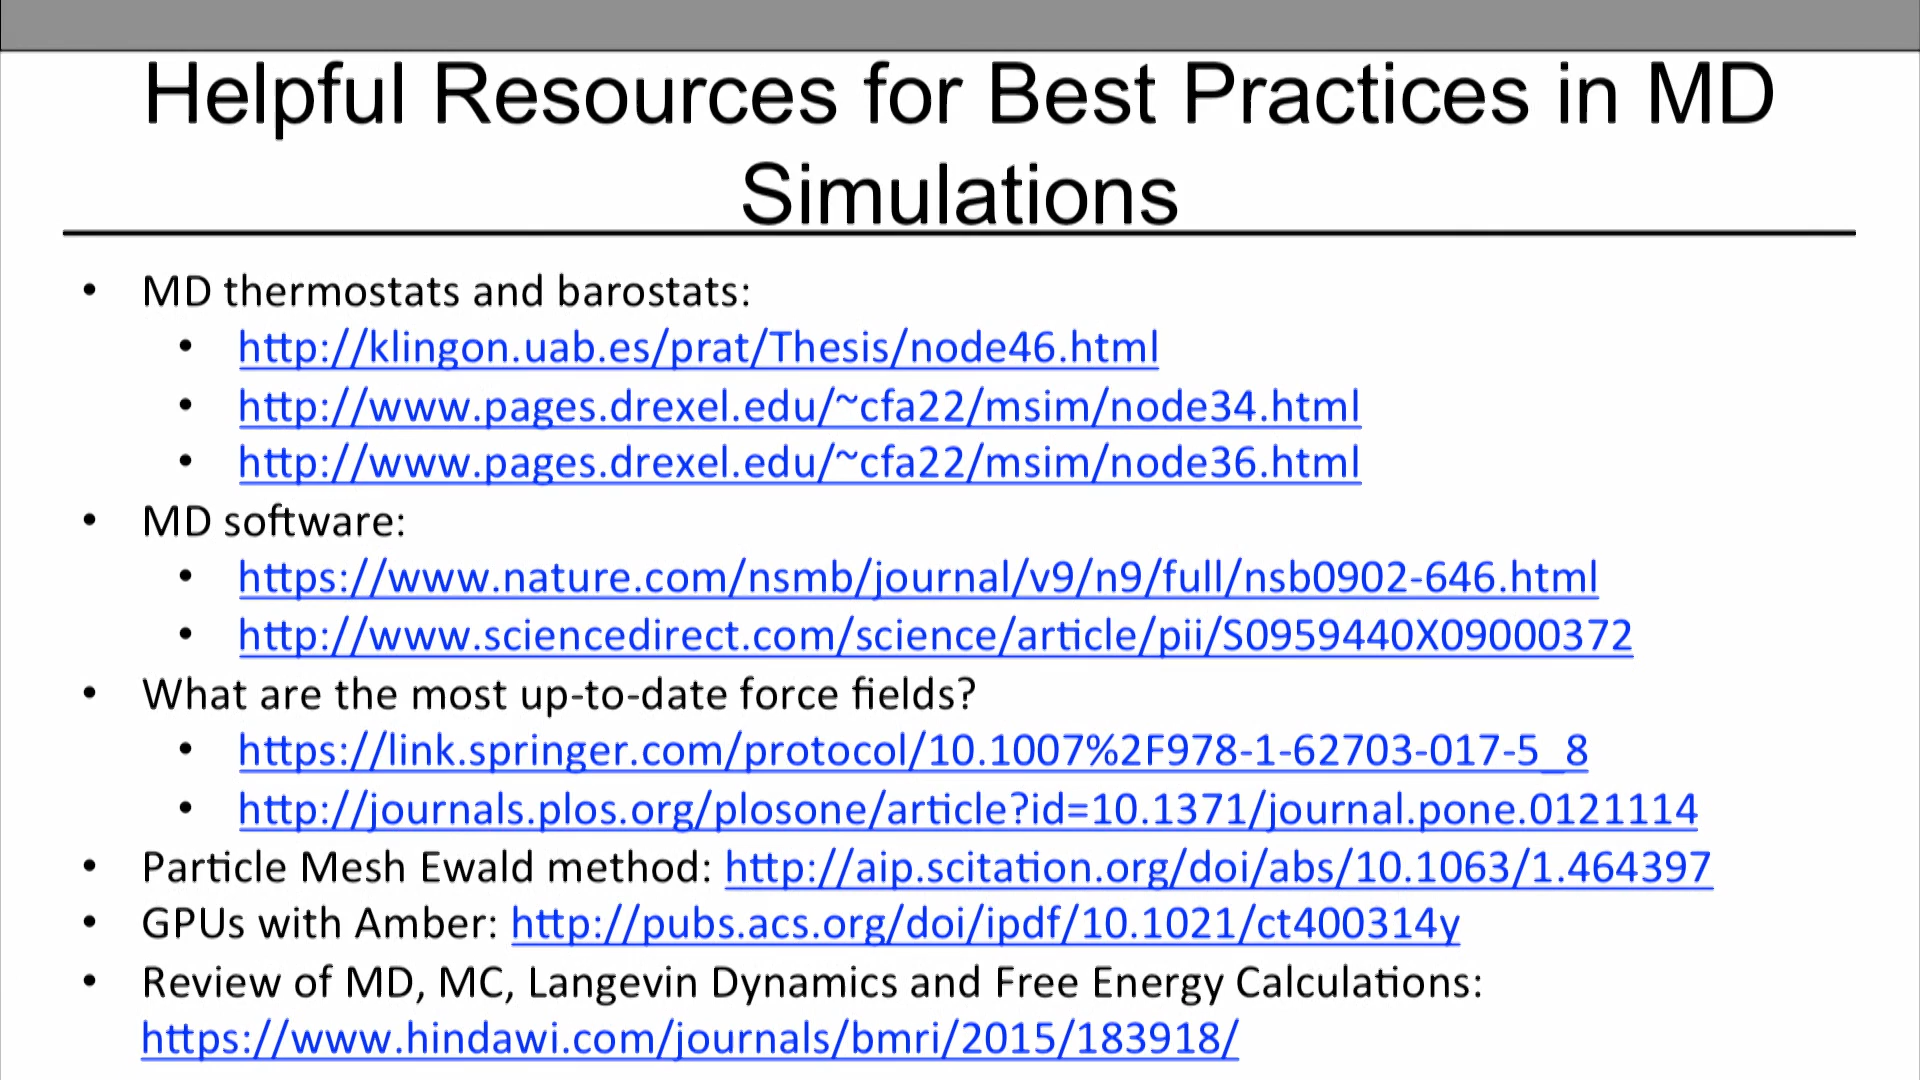 Helpful Resources for Best Practices in MD
Simulations
• MD thermostats and barostats:
• http://klingon.uab.es/prat/Thesis/node46.html
• http://www.pages.drexel.edu/~cfa22/msim/node34.html
• http://www.pages.drexel.edu/~cfa22/msim/node36.html
• MD software:
• https://www.nature.com/nsmb/journal/v9/n9/full/nsb0902-646.html
• http://www.sciencedirect.com/science/article/pii/S0959440X09000372
• What are the most up-to-date force fields?
• https://link.springer.com/protocol/10.1007%2F978-1-62703-017-5_8
• http://journals.plos.org/plosone/article?id=10.1371/journal.pone.0121114
• Particle Mesh Ewald method: http://aip.scitation.org/doi/abs/10.1063/1.464397
• GPUs with Amber: http://pubs.acs.org/doi/ipdf/10.1021/ct400314y
• Review of MD, MC, Langevin Dynamics and Free Energy Calculations:
https://www.hindawi.com/journals/bmri/2015/183918/